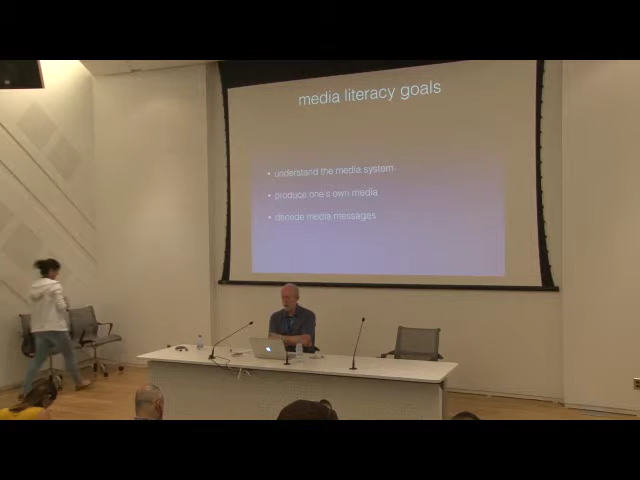 media literacy goals
• understand the media system
• produce one's own media
• decode media messages